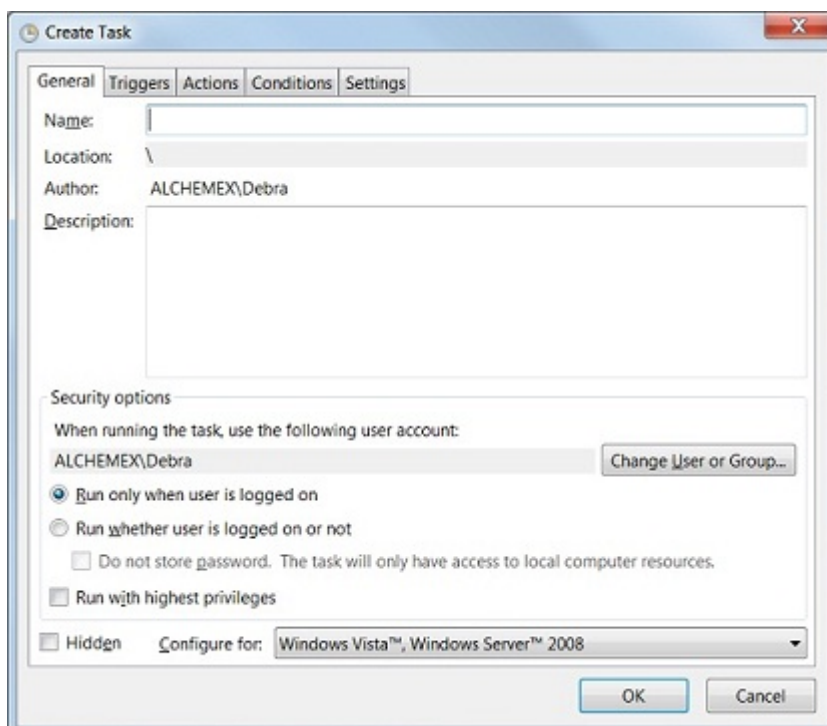 Create Task
General Triggers Actions Conditions Settings
Name:
Location: \
Author: ALCHEMEX\Debra
Description:
Security options
When running the task, use the following user account:
ALCHEMEX\Debra Change User or Group...
Run only when user is logged on
Run whether user is logged on or not
Do not store password. The task will only have access to local computer resources.
Run with highest privileges
Hidden Configure for: Windows Vista™, Windows Server™ 2008
OK Cancel